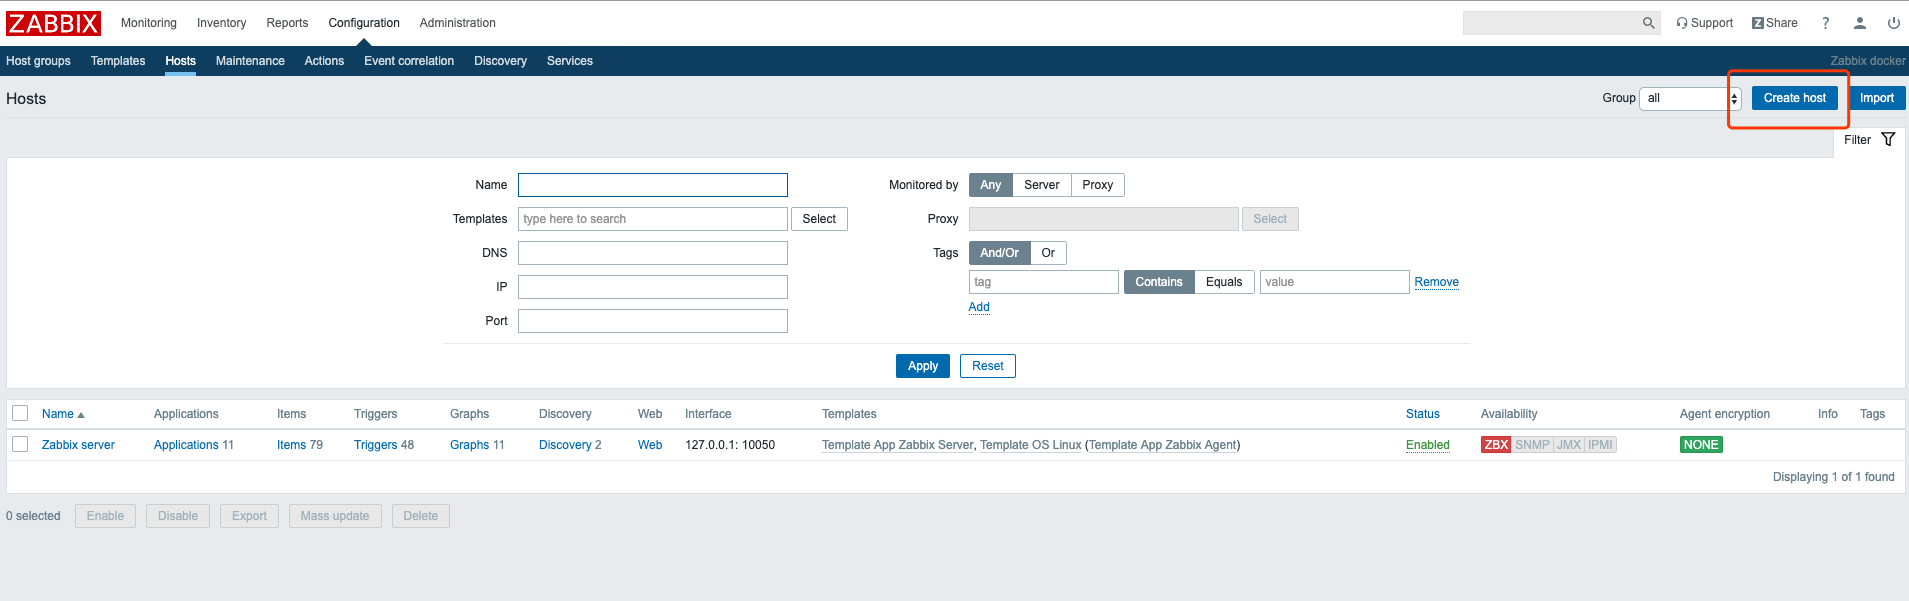 ZABBIX Monitoring Inventory Reports Configuration Administration Support Z Share ?
Host groups Templates Hosts Maintenance Actions Event correlation Discovery Services Zabbix docker
Hosts Group all Create host Import
Filter
Name Monitored by Any Server Proxy
Templates type here to search Select Proxy Select
DNS Tags And/Or Or
IP tag Contains Equals value Remove
Add
Port
Apply Reset
Name Applications Items Triggers Graphs Discovery Web Interface Templates Status Availability Agent encryption Info Tags
Zabbix server Applications 11 Items 79 Triggers 48 Graphs 11 Discovery 2 Web 127.0.0.1: 10050 Template App Zabbix Server, Template OS Linux (Template App Zabbix Agent) Enabled ZBX SNMP JMX IPMI NONE
Displaying 1 of 1 found
0 selected Enable Disable Export Mass update Delete